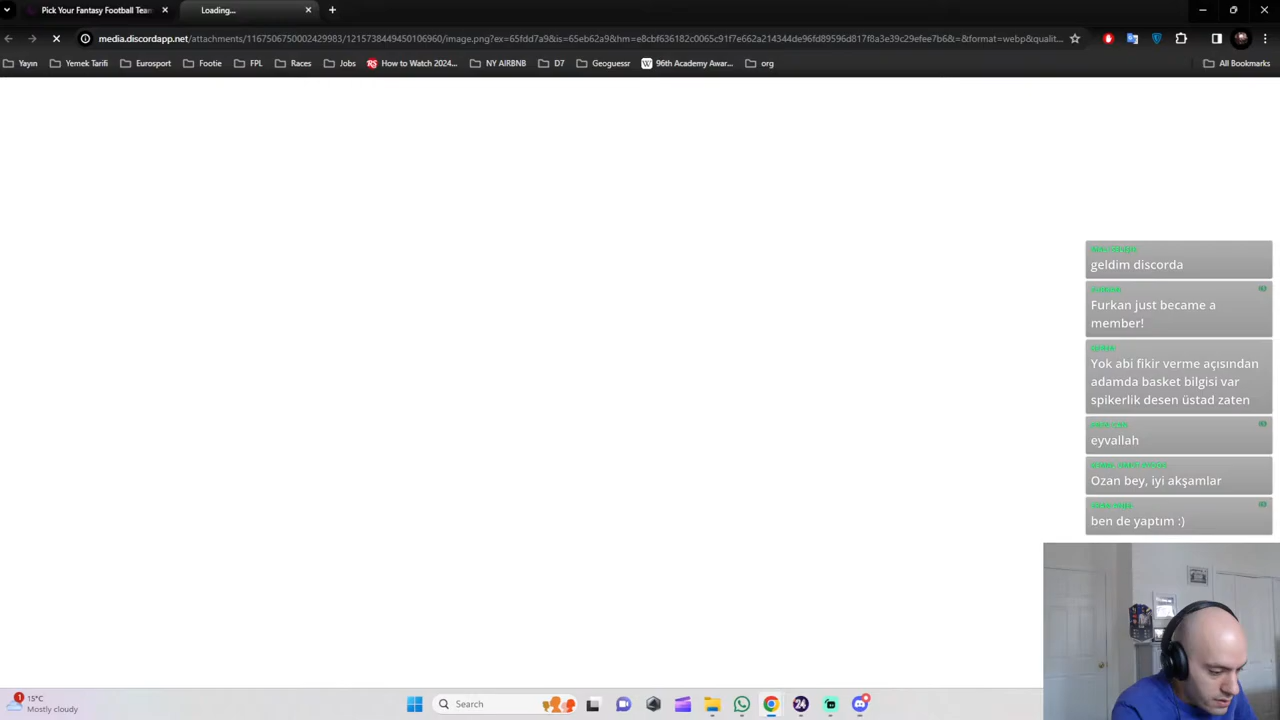 Pick Your Fantasy Football Team
Loading...
media.discordapp.net/attachments/1167506750002429983/1215738449450106960/image.png?ex=65fdd7a9&is=65eb62a9&hm=e8cbf636182c0065c91f7e662a214344de96fd89596d817f8a3e39c29efee7b6&=&format=webp&qualit...
Yayın
Yemek Tarifi
Eurosport
Footie
FPL
Races
Jobs
How to Watch 2024...
NY AIRBNB
D7
Geoguessr
96th Academy Awar...
org
All Bookmarks
geldim discorda
Furkan just became a
member!
Yok abi fikir verme açısından
adamda basket bilgisi var
spikerlik desen üstad zaten
eyvallah
Ozan bey, iyi akşamlar
ben de yaptım :)
1
15°C
Mostly cloudy
Search
24